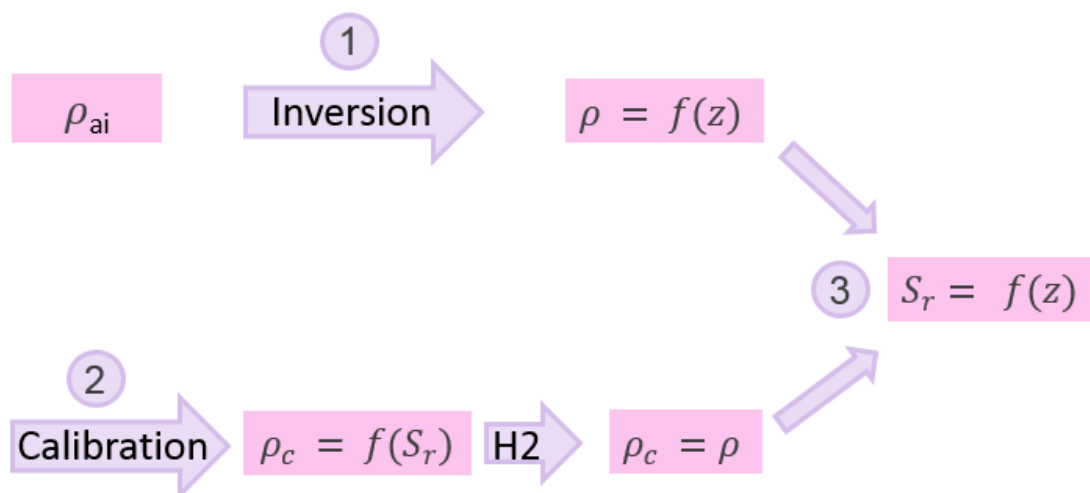 1
ρai
Inversion
ρ = f(z)
3
Sr = f(z)
2
Calibration
ρc = f(Sr)
H2
ρc = ρ